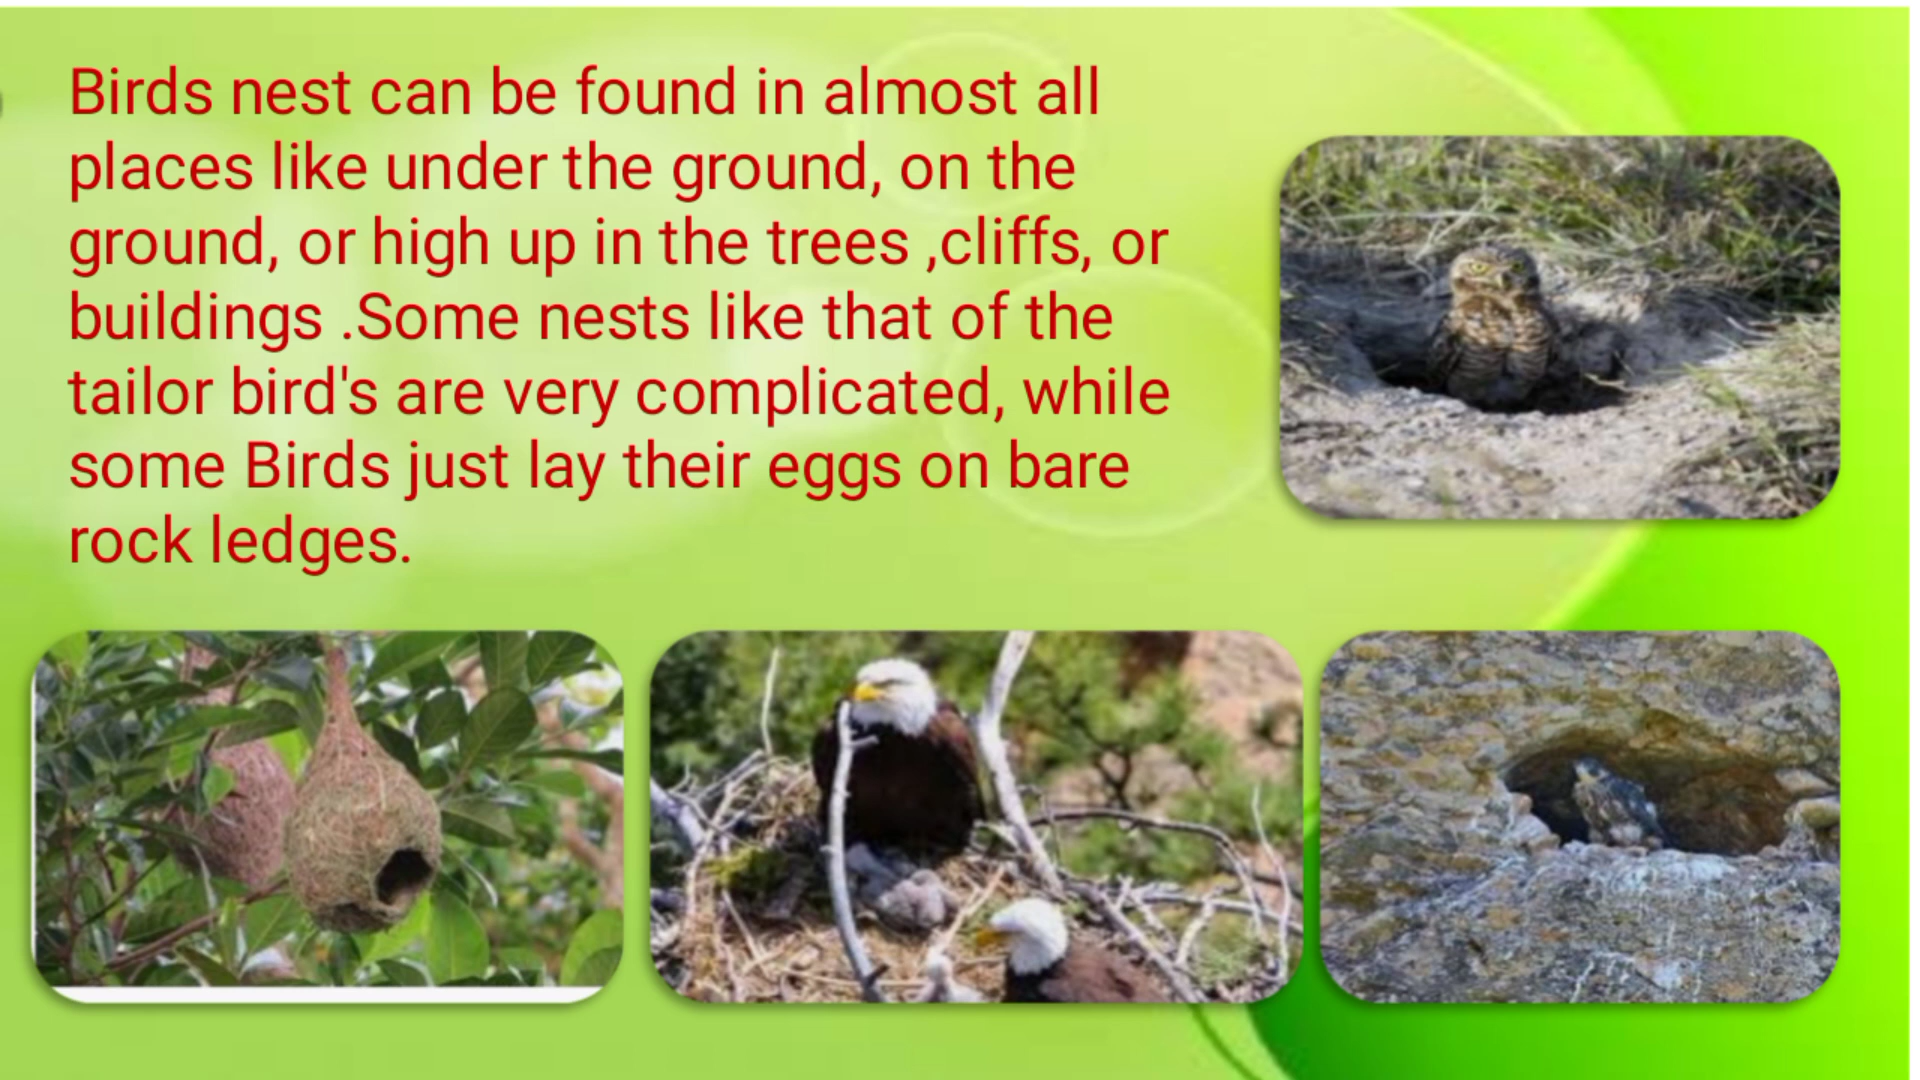 Birds nest can be found in almost all
places like under the ground, on the
ground, or high up in the trees ,cliffs, or
buildings .Some nests like that of the
tailor bird's are very complicated, while
some Birds just lay their eggs on bare
rock ledges.